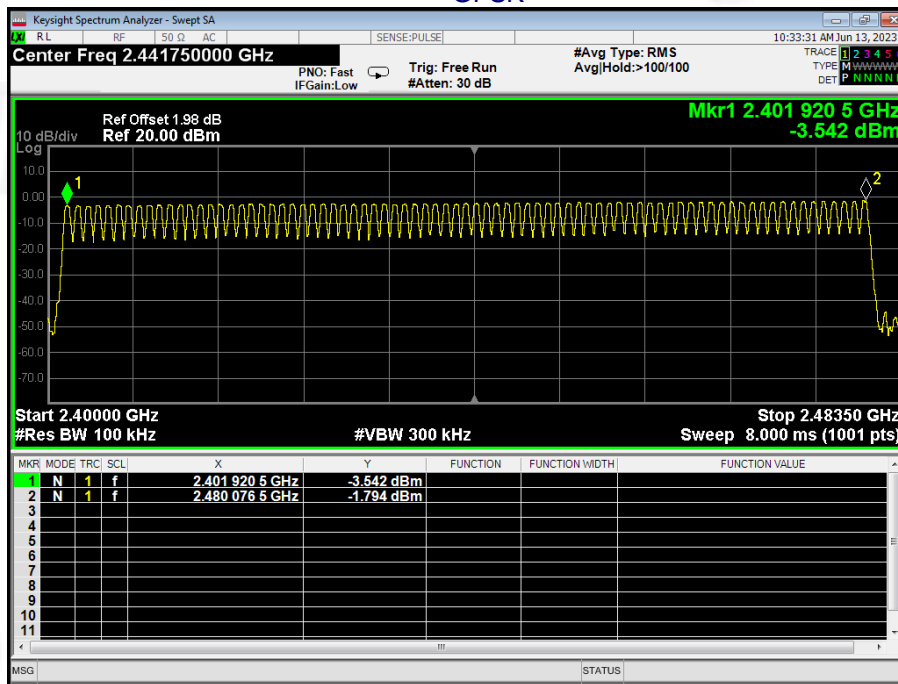 Keysight Spectrum Analyzer - Swept SA
LXI RL RF 50 Ω AC SENSE:PULSE 10:33:31 AM Jun 13, 2023
Center Freq 2.441750000 GHz
PNO: Fast
IFGain:Low
Trig: Free Run
#Atten: 30 dB
#Avg Type: RMS
Avg|Hold:>100/100
TRACE 1 2 3 4 5
TYPE M WWWWW
DET P N N N N
Mkr1 2.401 920 5 GHz
-3.542 dBm
Ref Offset 1.98 dB
10 dB/div Ref 20.00 dBm
Log
10.0
0.00
-10.0
-20.0
-30.0
-40.0
-50.0
-60.0
-70.0
1
2
Start 2.40000 GHz Stop 2.48350 GHz
#Res BW 100 kHz #VBW 300 kHz Sweep 8.000 ms (1001 pts)
MKR MODE TRC SCL X Y FUNCTION FUNCTION WIDTH FUNCTION VALUE
1 N 1 f 2.401 920 5 GHz -3.542 dBm
2 N 1 f 2.480 076 5 GHz -1.794 dBm
3
4
5
6
7
8
9
10
11
MSG STATUS